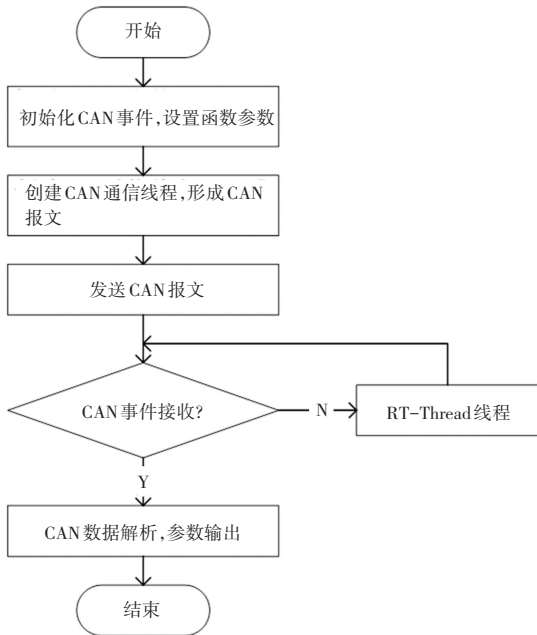 开始
初始化CAN事件,设置函数参数
创建CAN通信线程,形成CAN
报文
发送CAN报文
CAN事件接收?
N
RT-Thread线程
Y
CAN数据解析,参数输出
结束